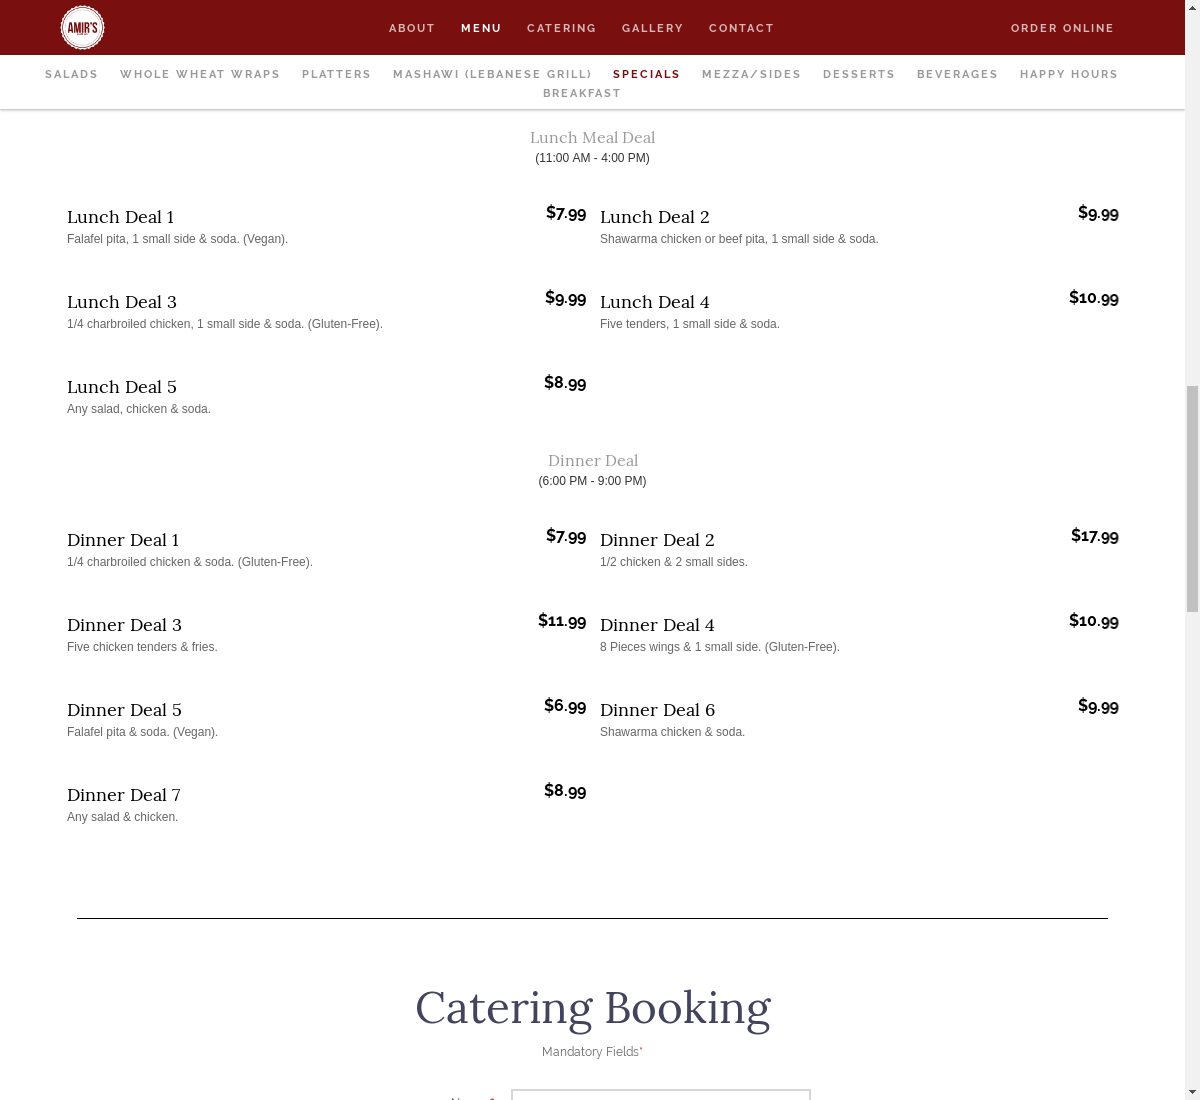 AMIR'S
ABOUT MENU CATERING GALLERY CONTACT ORDER ONLINE
SALADS WHOLE WHEAT WRAPS PLATTERS MASHAWI (LEBANESE GRILL) SPECIALS MEZZA/SIDES DESSERTS BEVERAGES HAPPY HOURS
BREAKFAST
Lunch Meal Deal
(11:00 AM - 4:00 PM)
Lunch Deal 1 $7.99
Falafel pita, 1 small side & soda. (Vegan).
Lunch Deal 2 $9.99
Shawarma chicken or beef pita, 1 small side & soda.
Lunch Deal 3 $9.99
1/4 charbroiled chicken, 1 small side & soda. (Gluten-Free).
Lunch Deal 4 $10.99
Five tenders, 1 small side & soda.
Lunch Deal 5 $8.99
Any salad, chicken & soda.
Dinner Deal
(6:00 PM - 9:00 PM)
Dinner Deal 1 $7.99
1/4 charbroiled chicken & soda. (Gluten-Free).
Dinner Deal 2 $17.99
1/2 chicken & 2 small sides.
Dinner Deal 3 $11.99
Five chicken tenders & fries.
Dinner Deal 4 $10.99
8 Pieces wings & 1 small side. (Gluten-Free).
Dinner Deal 5 $6.99
Falafel pita & soda. (Vegan).
Dinner Deal 6 $9.99
Shawarma chicken & soda.
Dinner Deal 7 $8.99
Any salad & chicken.
Catering Booking
Mandatory Fields*